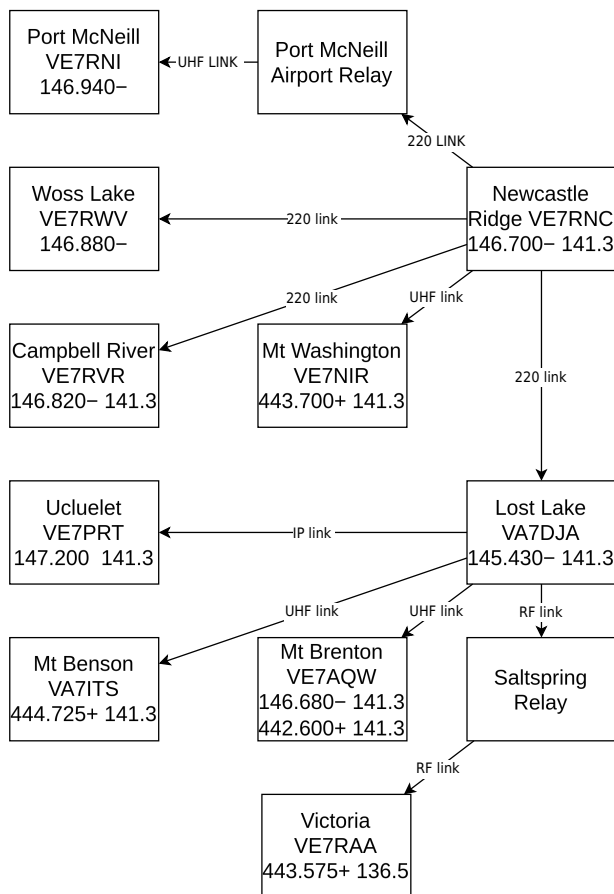 Port McNeill
VE7RNI
146.940−
UHF LINK
Port McNeill
Airport Relay
220 LINK
Woss Lake
VE7RWV
146.880−
220 link
Newcastle
Ridge VE7RNC
146.700− 141.3
220 link
UHF link
Campbell River
VE7RVR
146.820− 141.3
Mt Washington
VE7NIR
443.700+ 141.3
220 link
Ucluelet
VE7PRT
147.200  141.3
IP link
Lost Lake
VA7DJA
145.430− 141.3
UHF link
UHF link
RF link
Mt Benson
VA7ITS
444.725+ 141.3
Mt Brenton
VE7AQW
146.680− 141.3
442.600+ 141.3
Saltspring
Relay
RF link
Victoria
VE7RAA
443.575+ 136.5